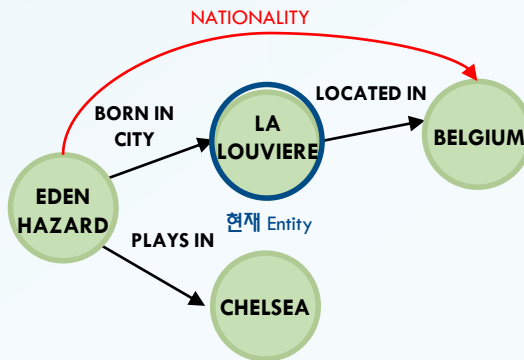 NATIONALITY
BORN IN
CITY
LOCATED IN
LA
LOUVIERE
BELGIUM
EDEN
HAZARD
현재 Entity
PLAYS IN
CHELSEA